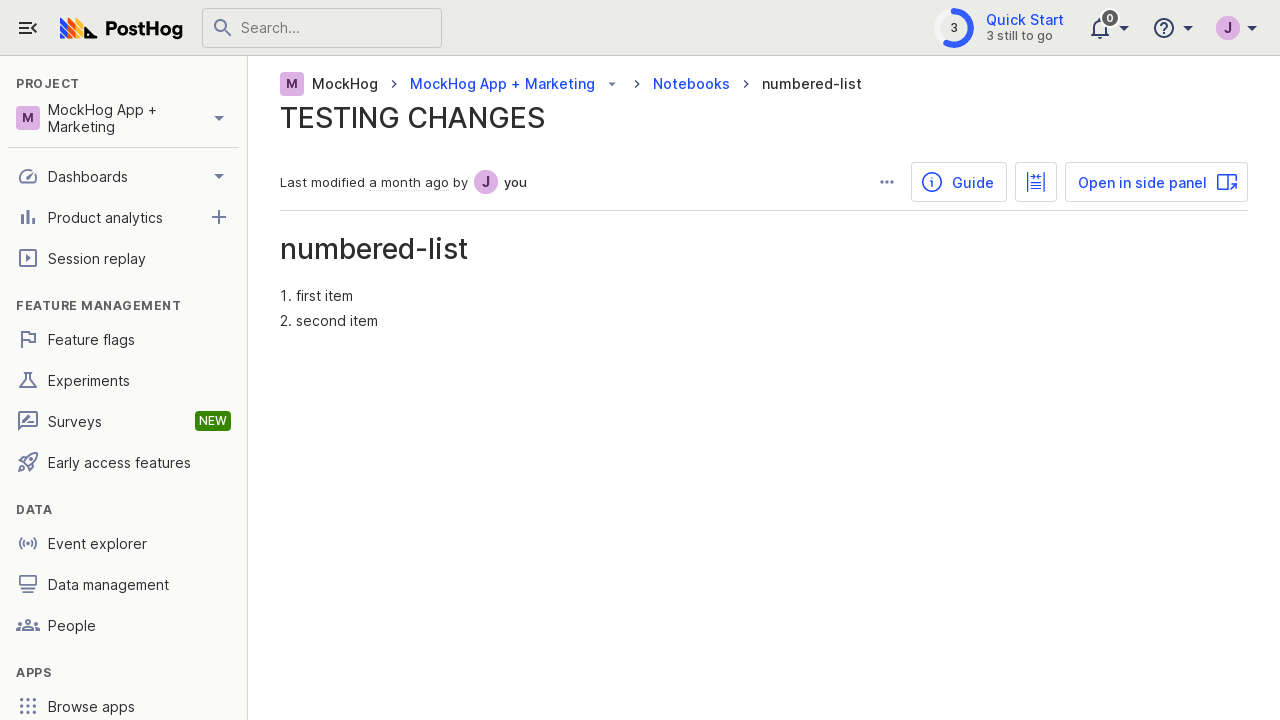 PostHog
Search...
3
Quick Start
3 still to go
0
J
PROJECT
M
MockHog App +
Marketing
Dashboards
Product analytics
Session replay
FEATURE MANAGEMENT
Feature flags
Experiments
Surveys
NEW
Early access features
DATA
Event explorer
Data management
People
APPS
Browse apps
M MockHog > MockHog App + Marketing > Notebooks > numbered-list
TESTING CHANGES
Last modified a month ago by J you
Guide
Open in side panel
numbered-list
1. first item
2. second item